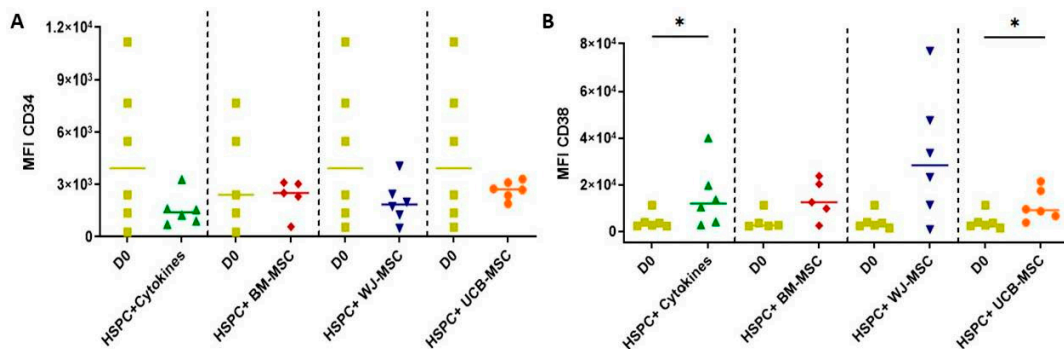 A
MFI CD34
1.2×10⁴
9×10³
6×10³
3×10³
0
D0
HSPC+Cytokines
D0
HSPC+ BM-MSC
D0
HSPC+ WJ-MSC
D0
HSPC+ UCB-MSC
B
MFI CD38
8×10⁴
6×10⁴
4×10⁴
2×10⁴
0
*
*
D0
HSPC+ Cytokines
D0
HSPC+ BM-MSC
D0
HSPC+ WJ-MSC
D0
HSPC+ UCB-MSC